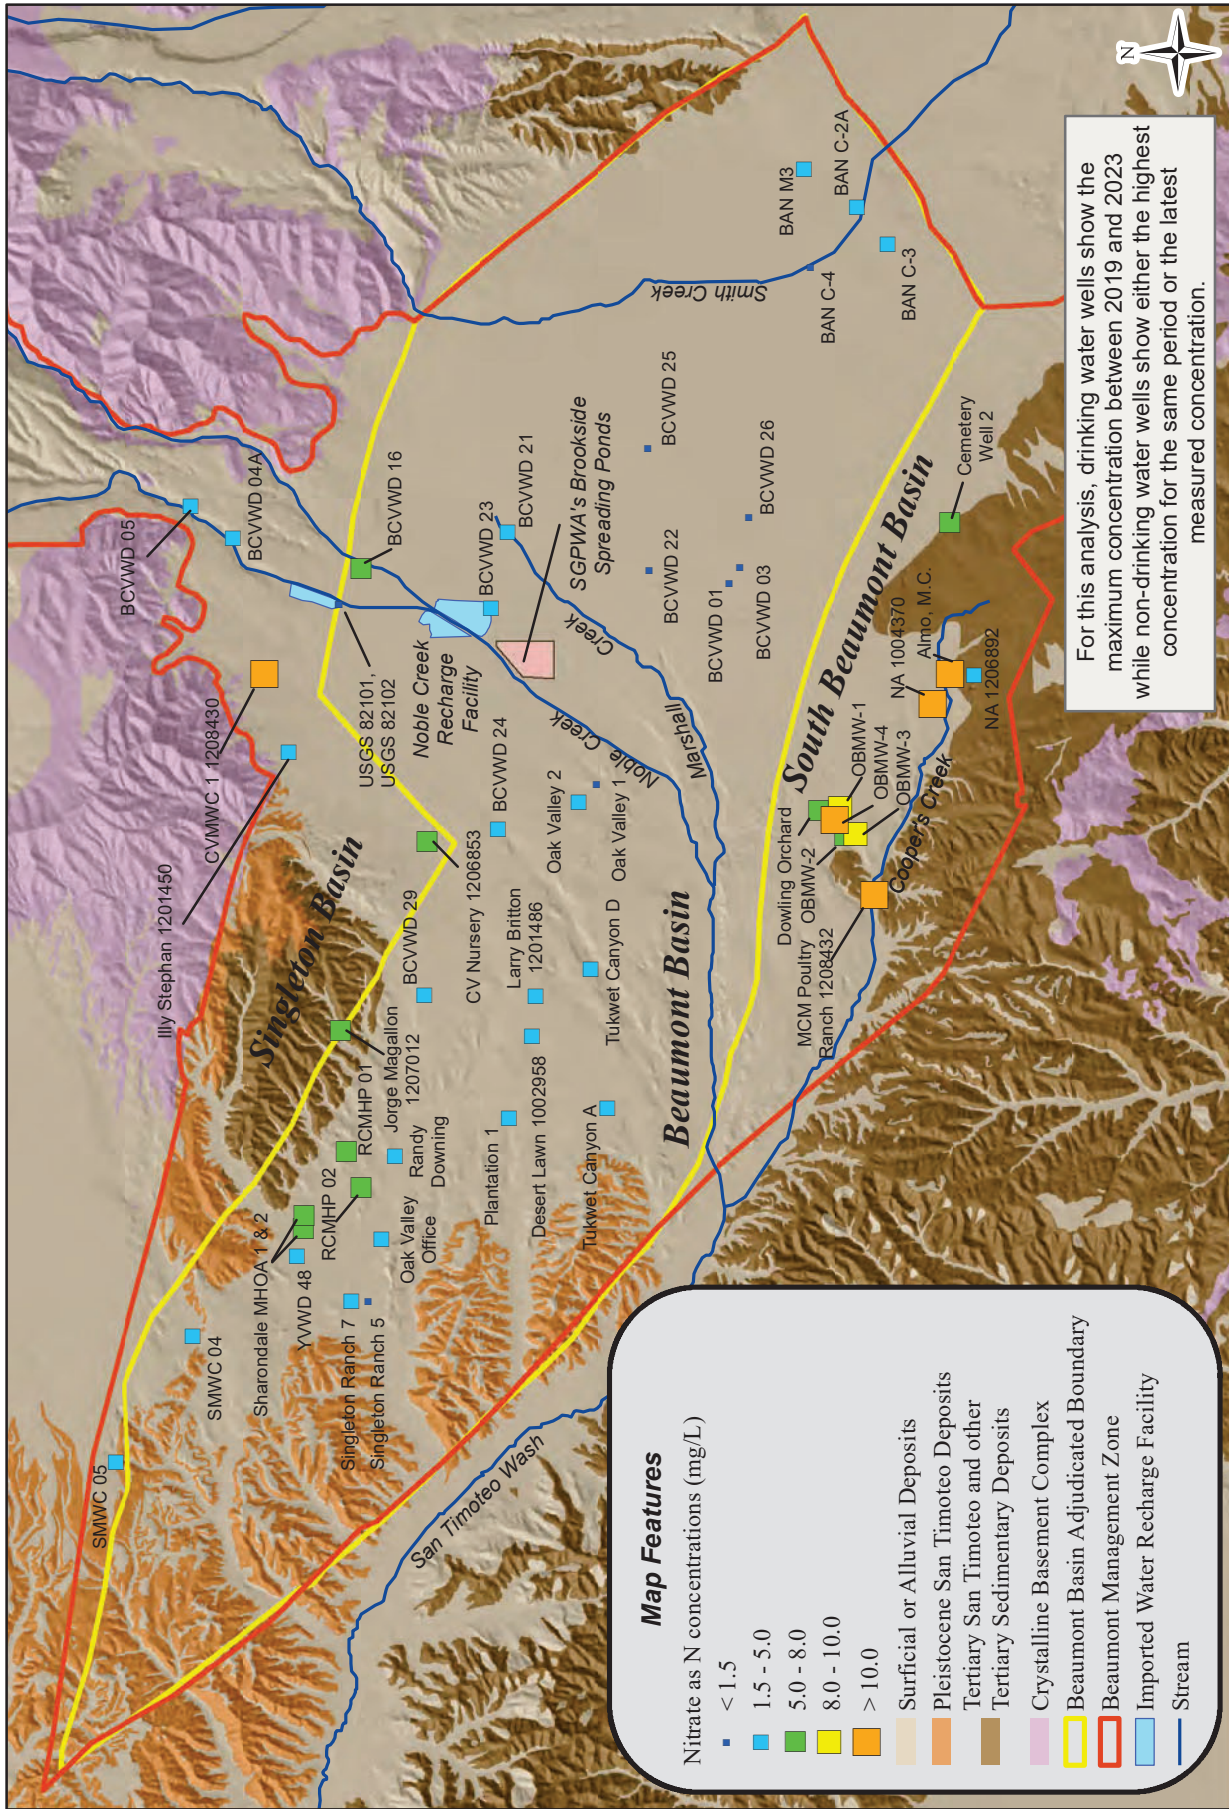 SMWC 05
SMWC 04
Sharondale MHOA 1 & 2
YVWD 48
Singleton Ranch 7
Singleton Ranch 5
RCMHP 02
RCMHP 01
Oak Valley
Office
Randy
Downing
Jorge Magallon
1207012
Singleton Basin
Illy Stephan 1201450
CVMWC 1 1208430
BCVWD 05
BCVWD 04A
BCVWD 16
USGS 82101,
USGS 82102
Noble Creek
Recharge
Facility
BCVWD 29
CV Nursery 1206853
BCVWD 24
BCVWD 23
BCVWD 21
SGPWA's Brookside
Spreading Ponds
Plantation 1
Desert Lawn 1002958
Larry Britton
1201486
Tukwet Canyon A
Tukwet Canyon D
Oak Valley 2
Oak Valley 1
Noble Creek
Marshall
Creek
BCVWD 22
BCVWD 25
BCVWD 01
BCVWD 03
BCVWD 26
Smith Creek
BAN M3
BAN C-2A
BAN C-4
BAN C-3
Beaumont Basin
South Beaumont Basin
Dowling Orchard
OBMW-2
MCM Poultry
Ranch 1208432
OBMW-1
OBMW-4
OBMW-3
Coopers Creek
NA 1004370
Almo, M.C.
NA 1206892
Cemetery
Well 2
San Timoteo Wash
N
Map Features
Nitrate as N concentrations (mg/L)
< 1.5
1.5 - 5.0
5.0 - 8.0
8.0 - 10.0
> 10.0
Surficial or Alluvial Deposits
Pleistocene San Timoteo Deposits
Tertiary San Timoteo and other
Tertiary Sedimentary Deposits
Crystalline Basement Complex
Beaumont Basin Adjudicated Boundary
Beaumont Management Zone
Imported Water Recharge Facility
Stream
For this analysis, drinking water wells show the
maximum concentration between 2019 and 2023
while non-drinking water wells show either the highest
concentration for the same period or the latest
measured concentration.